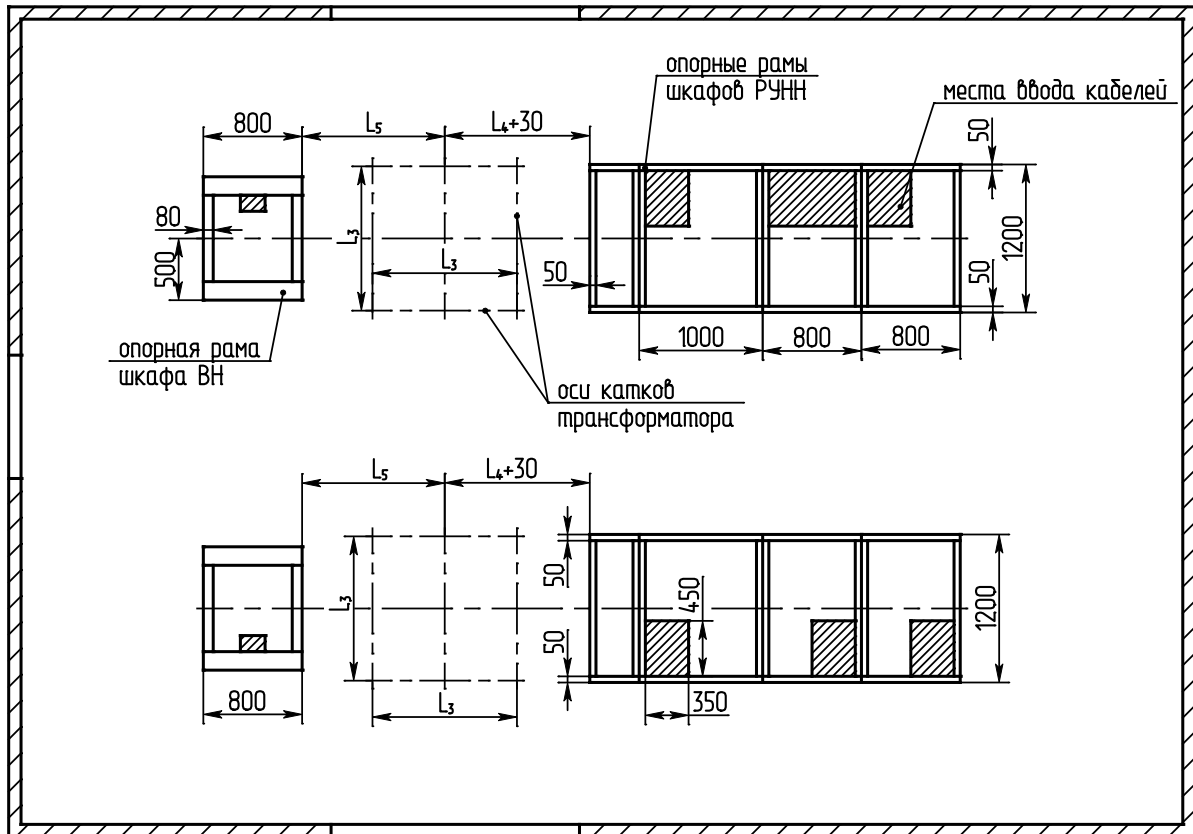 опорные рамы
шкафов РУНН
места ввода кабелей
800
L₅
L₄+30
50
80
500
L₃
L₃
50
1200
50
1000
800
800
опорная рама
шкафа ВН
оси катков
трансформатора
L₅
L₄+30
50
L₃
450
50
1200
800
L₃
350